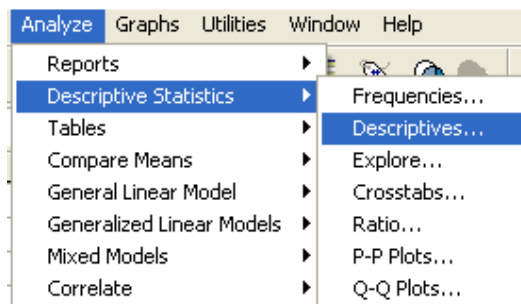 Analyze Graphs Utilities Window Help
Reports
Descriptive Statistics
Tables
Compare Means
General Linear Model
Generalized Linear Models
Mixed Models
Correlate
Frequencies...
Descriptives...
Explore...
Crosstabs...
Ratio...
P-P Plots...
Q-Q Plots...